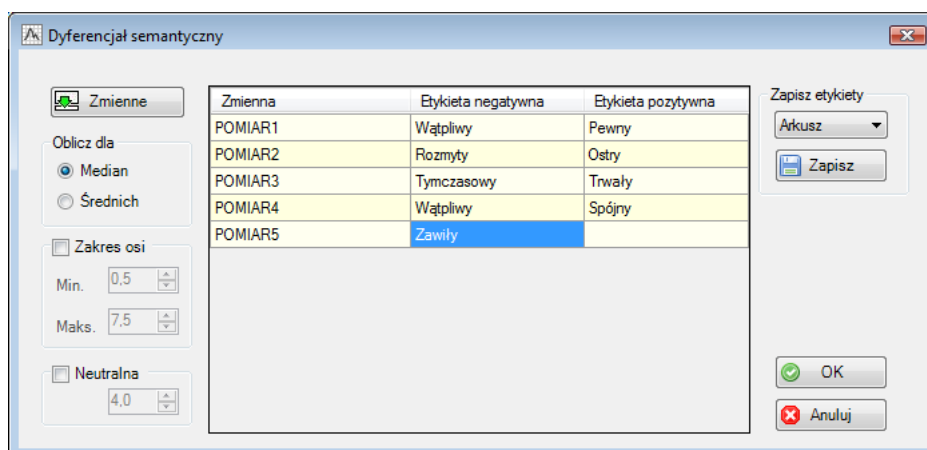 Dyferencjał semantyczny
Zmienne
Oblicz dla
Median
Średnich
Zakres osi
Min. 0,5
Maks. 7,5
Neutralna
4,0
Zmienna Etykieta negatywna Etykieta pozytywna
POMIAR1 Wątpliwy Pewny
POMIAR2 Rozmyty Ostry
POMIAR3 Tymczasowy Trwały
POMIAR4 Wątpliwy Spójny
POMIAR5 Zawiły
Zapisz etykiety
Arkusz
Zapisz
OK
Anuluj